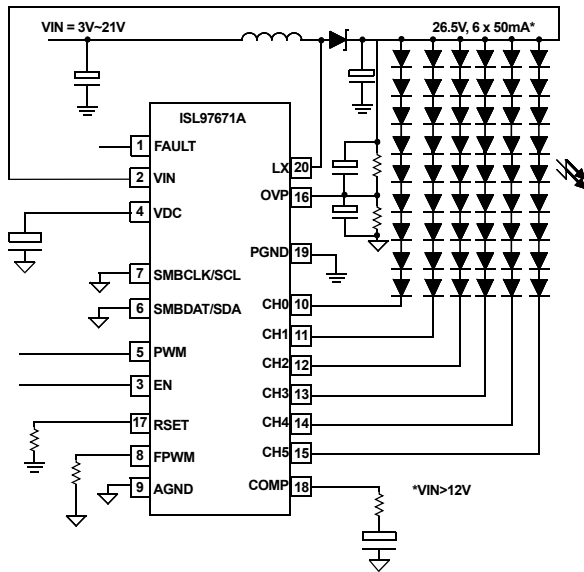 VIN = 3V~21V
26.5V, 6 x 50mA*
ISL97671A
1 FAULT
LX 20
2 VIN
OVP 16
4 VDC
PGND 19
7 SMBCLK/SCL
6 SMBDAT/SDA
CH0 10
CH1 11
5 PWM
CH2 12
3 EN
CH3 13
17 RSET
CH4 14
8 FPWM
CH5 15
9 AGND
COMP 18
*VIN>12V